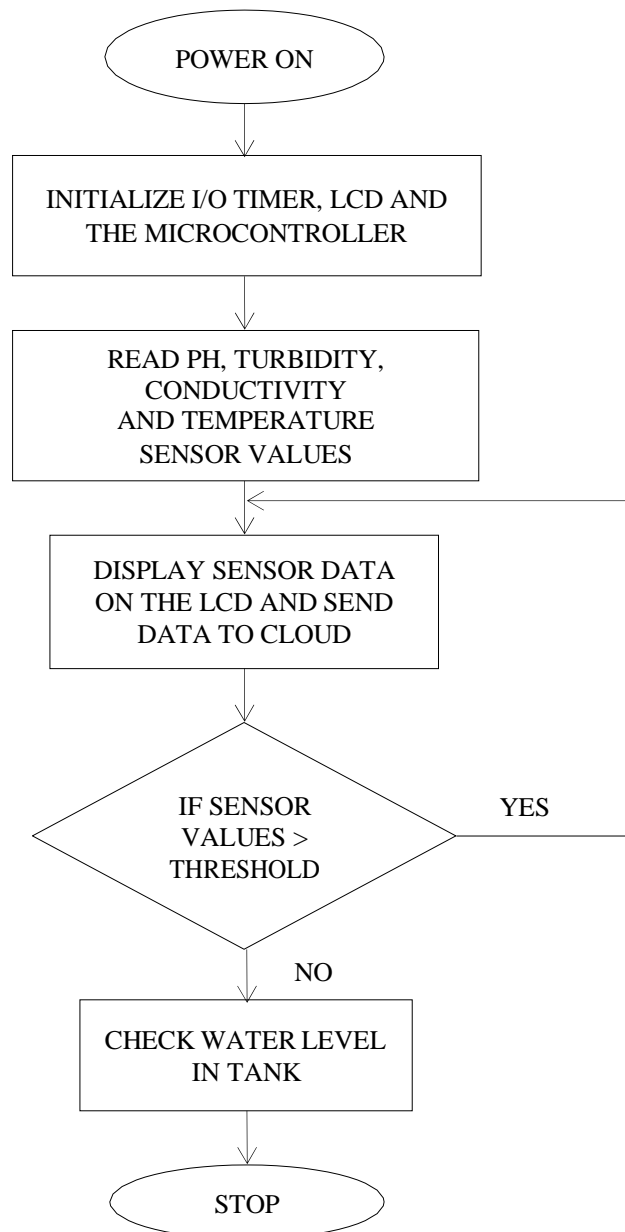 POWER ON
INITIALIZE I/O TIMER, LCD AND
THE MICROCONTROLLER
READ PH, TURBIDITY,
CONDUCTIVITY
AND TEMPERATURE
SENSOR VALUES
DISPLAY SENSOR DATA
ON THE LCD AND SEND
DATA TO CLOUD
IF SENSOR
VALUES >
THRESHOLD
YES
NO
CHECK WATER LEVEL
IN TANK
STOP